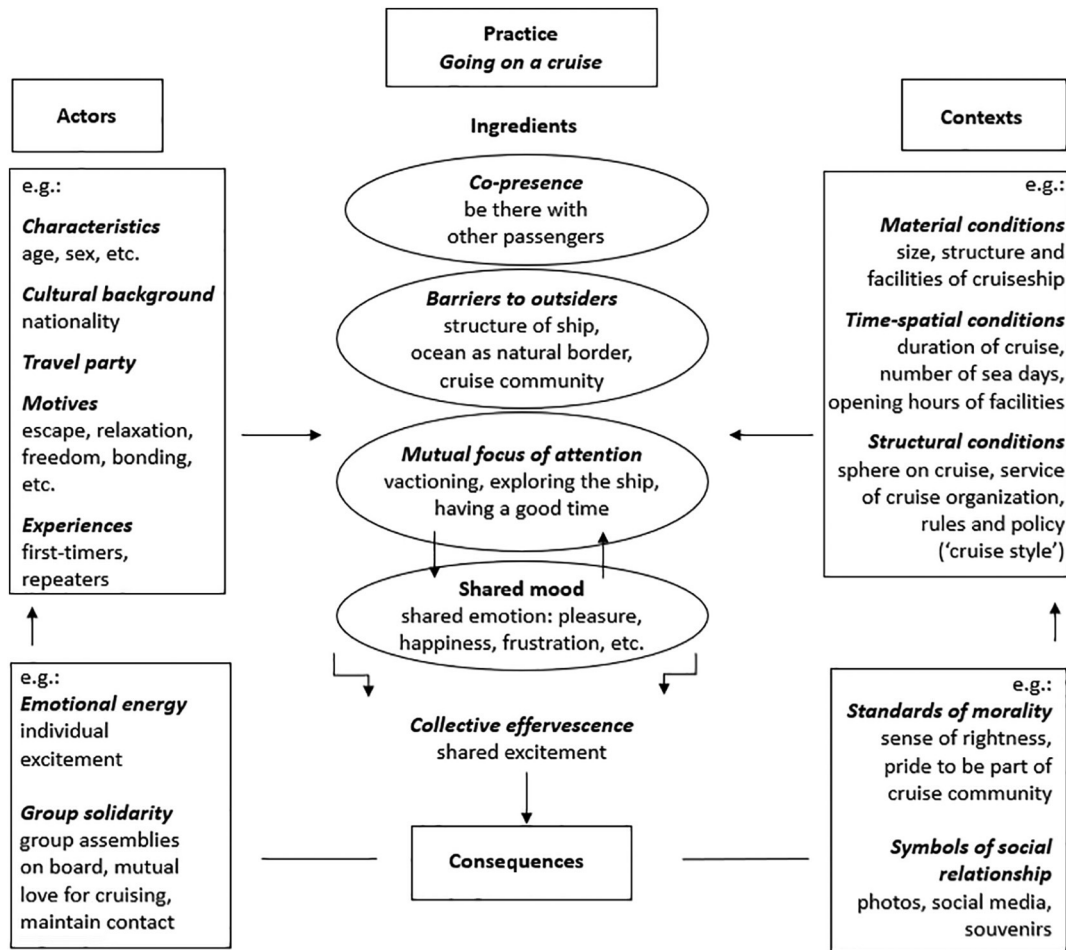 Practice
Going on a cruise
Actors
e.g.:
Characteristics
age, sex, etc.
Cultural background
nationality
Travel party
Motives
escape, relaxation,
freedom, bonding,
etc.
Experiences
first-timers,
repeaters
Ingredients
Co-presence
be there with
other passengers
Barriers to outsiders
structure of ship,
ocean as natural border,
cruise community
Mutual focus of attention
vactioning, exploring the ship,
having a good time
Shared mood
shared emotion: pleasure,
happiness, frustration, etc.
Collective effervescence
shared excitement
Contexts
e.g.:
Material conditions
size, structure and
facilities of cruiseship
Time-spatial conditions
duration of cruise,
number of sea days,
opening hours of facilities
Structural conditions
sphere on cruise, service
of cruise organization,
rules and policy
(‘cruise style’)
e.g.:
Emotional energy
individual
excitement
Group solidarity
group assemblies
on board, mutual
love for cruising,
maintain contact
Consequences
e.g.:
Standards of morality
sense of rightness,
pride to be part of
cruise community
Symbols of social
relationship
photos, social media,
souvenirs